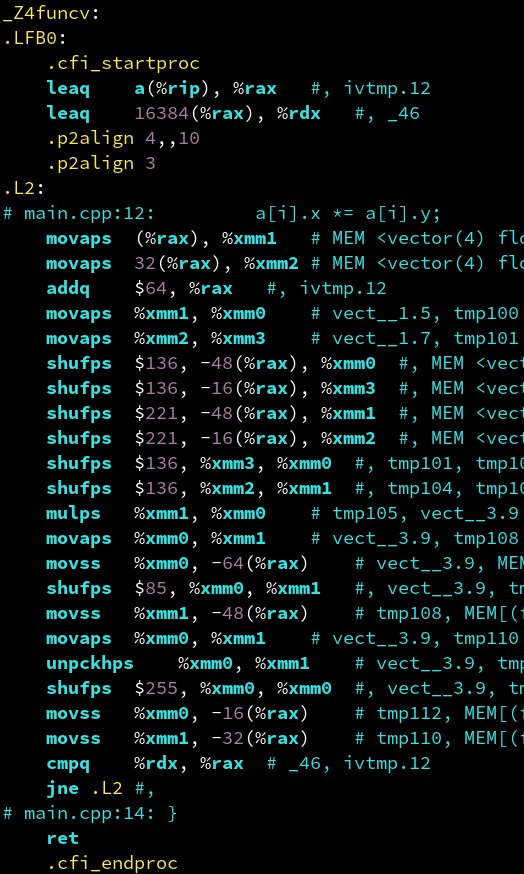 _Z4funcv:
.LFB0:
.cfi_startproc
leaq a(%rip), %rax #, ivtmp.12
leaq 16384(%rax), %rdx #, _46
.p2align 4,,10
.p2align 3
.L2:
# main.cpp:12: a[i].x *= a[i].y;
movaps (%rax), %xmm1 # MEM <vector(4) flo
movaps 32(%rax), %xmm2 # MEM <vector(4) flo
addq $64, %rax #, ivtmp.12
movaps %xmm1, %xmm0 # vect__1.5, tmp100
movaps %xmm2, %xmm3 # vect__1.7, tmp101
shufps $136, -48(%rax), %xmm0 #, MEM <vect
shufps $136, -16(%rax), %xmm3 #, MEM <vect
shufps $221, -48(%rax), %xmm1 #, MEM <vect
shufps $221, -16(%rax), %xmm2 #, MEM <vect
shufps $136, %xmm3, %xmm0 #, tmp101, tmp10
shufps $136, %xmm2, %xmm1 #, tmp104, tmp10
mulps %xmm1, %xmm0 # tmp105, vect__3.9
movaps %xmm0, %xmm1 # vect__3.9, tmp108
movss %xmm0, -64(%rax) # vect__3.9, MEM
shufps $85, %xmm0, %xmm1 #, vect__3.9, tm
movss %xmm1, -48(%rax) # tmp108, MEM[(f
movaps %xmm0, %xmm1 # vect__3.9, tmp110
unpckhps %xmm0, %xmm1 # vect__3.9, tmp
shufps $255, %xmm0, %xmm0 #, vect__3.9, tm
movss %xmm0, -16(%rax) # tmp112, MEM[(f
movss %xmm1, -32(%rax) # tmp110, MEM[(f
cmpq %rdx, %rax # _46, ivtmp.12
jne .L2 #,
# main.cpp:14: }
ret
.cfi_endproc